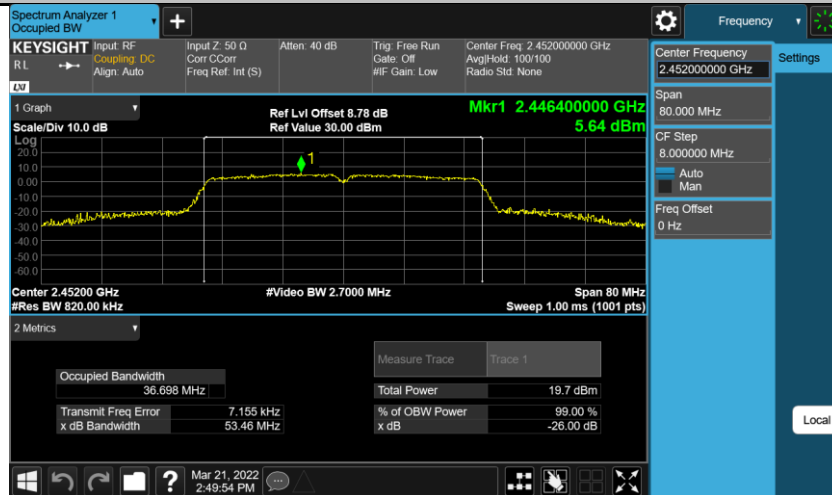 Spectrum Analyzer 1
Occupied BW
+
Frequency
KEYSIGHT
R L
LXI
Input: RF
Coupling: DC
Align: Auto
Input Z: 50 Ω
Corr CCorr
Freq Ref: Int (S)
Atten: 40 dB
Trig: Free Run
Gate: Off
#IF Gain: Low
Center Freq: 2.452000000 GHz
Avg|Hold: 100/100
Radio Std: None
Center Frequency
2.452000000 GHz
Settings
Span
80.000 MHz
CF Step
8.000000 MHz
Auto
Man
Freq Offset
0 Hz
Local
1 Graph
Scale/Div 10.0 dB
Ref Lvl Offset 8.78 dB
Ref Value 30.00 dBm
Mkr1 2.446400000 GHz
5.64 dBm
Log
20.0
10.0
0.00
-10.0
-20.0
-30.0
-40.0
-50.0
-60.0
1
Center 2.45200 GHz
#Res BW 820.00 kHz
#Video BW 2.7000 MHz
Span 80 MHz
Sweep 1.00 ms (1001 pts)
2 Metrics
Measure Trace Trace 1
Occupied Bandwidth
36.698 MHz
Total Power 19.7 dBm
Transmit Freq Error 7.155 kHz
x dB Bandwidth 53.46 MHz
% of OBW Power 99.00 %
x dB -26.00 dB
?
Mar 21, 2022
2:49:54 PM